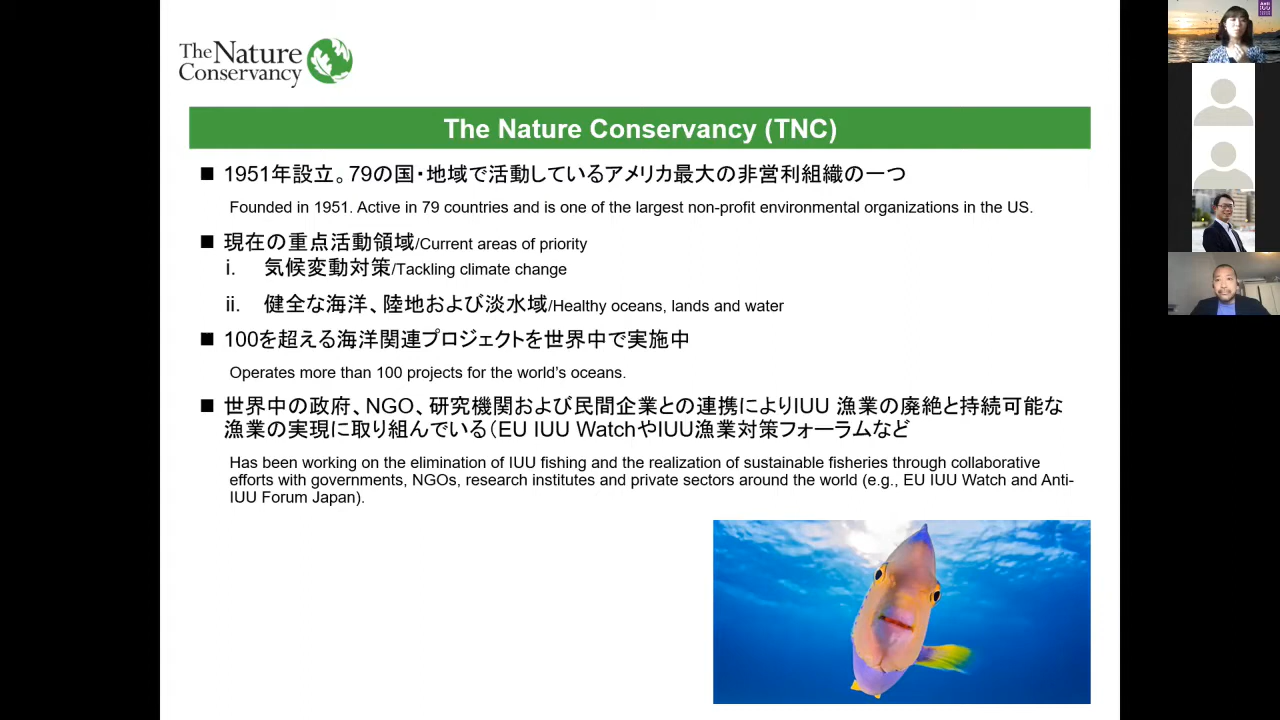 The Nature
Conservancy
The Nature Conservancy (TNC)
■ 1951年設立。79の国・地域で活動しているアメリカ最大の非営利組織の一つ
Founded in 1951. Active in 79 countries and is one of the largest non-profit environmental organizations in the US.
■ 現在の重点活動領域/Current areas of priority
i. 気候変動対策/Tackling climate change
ii. 健全な海洋、陸地および淡水域/Healthy oceans, lands and water
■ 100を超える海洋関連プロジェクトを世界中で実施中
Operates more than 100 projects for the world's oceans.
■ 世界中の政府、NGO、研究機関および民間企業との連携によりIUU 漁業の廃絶と持続可能な
漁業の実現に取り組んでいる（EU IUU WatchやIUU漁業対策フォーラムなど
Has been working on the elimination of IUU fishing and the realization of sustainable fisheries through collaborative
efforts with governments, NGOs, research institutes and private sectors around the world (e.g., EU IUU Watch and Anti-
IUU Forum Japan).
Anti
IUU